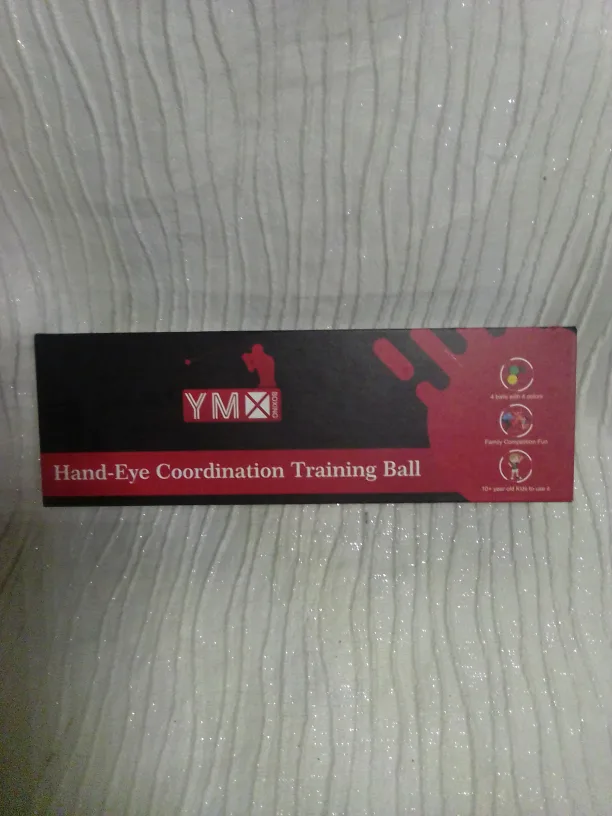 YMX
BOXING
Hand-Eye Coordination Training Ball
4 balls with 4 colors
Family Competition Fun
10+ year-old Kids to use it